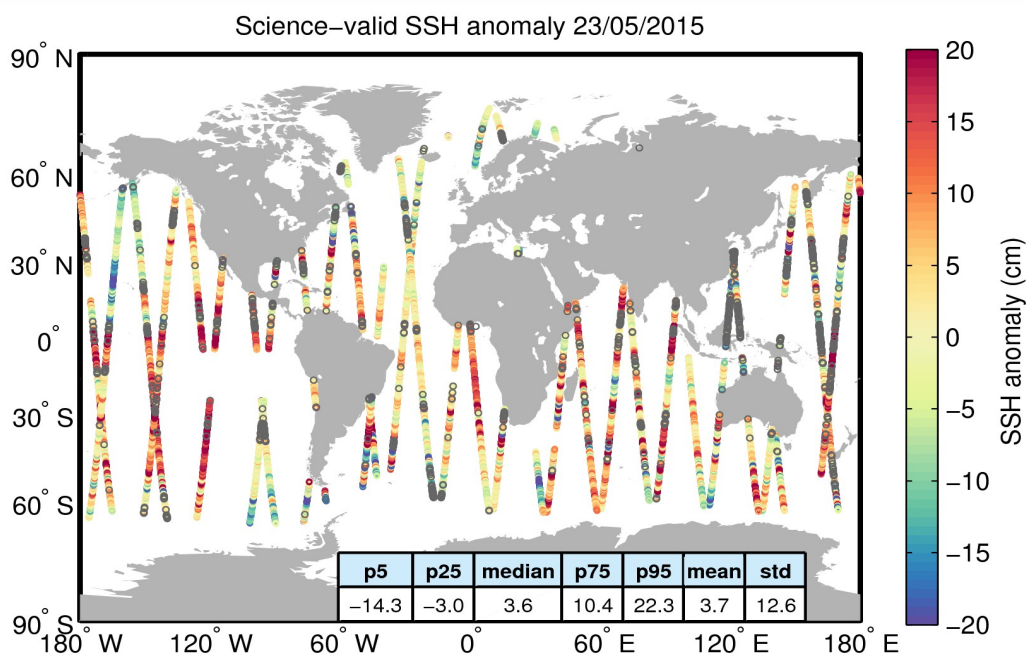 Science−valid SSH anomaly 23/05/2015
90° N
60° N
30° N
0°
30° S
60° S
90° S
180° W
120° W
60° W
0°
60° E
120° E
180° E
p5 p25 median p75 p95 mean std
−14.3 −3.0 3.6 10.4 22.3 3.7 12.6
20
15
10
5
0
−5
−10
−15
−20
SSH anomaly (cm)